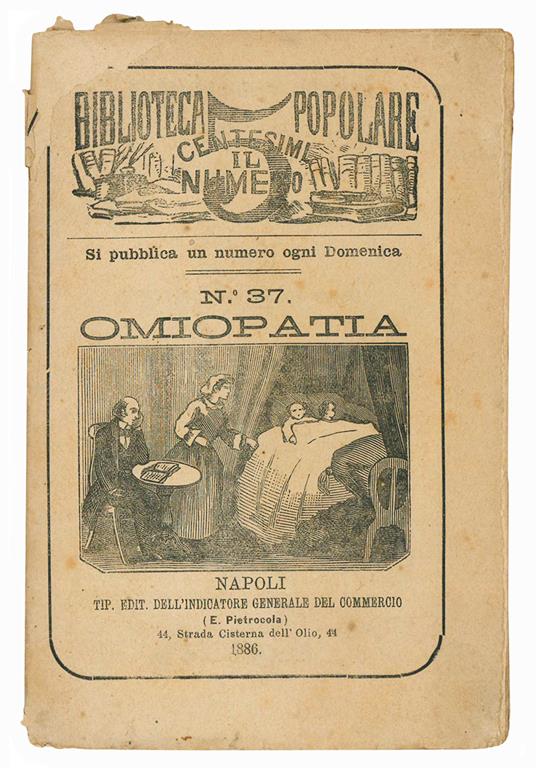 BIBLIOTECA POPOLARE
5
CENTESIMI
IL
NUMERO
Si pubblica un numero ogni Domenica
N.° 37.
OMIOPATIA
NAPOLI
TIP. EDIT. DELL'INDICATORE GENERALE DEL COMMERCIO
( E. Pietrocola )
44, Strada Cisterna dell' Olio, 44
1886.